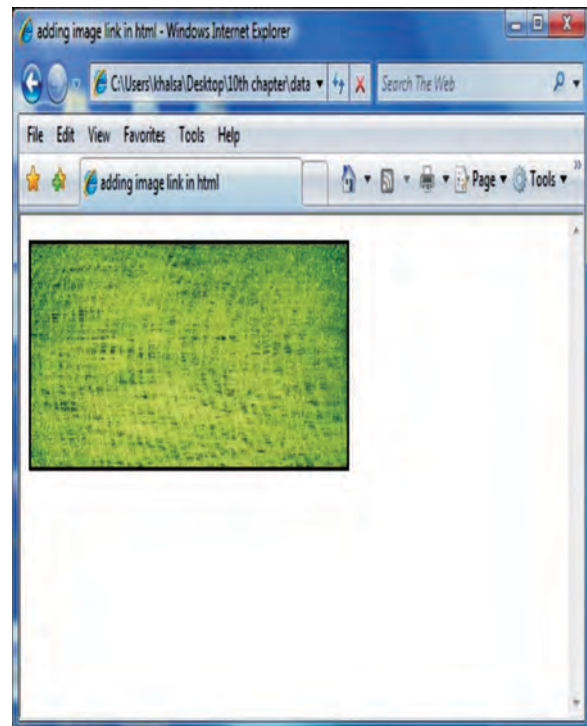 adding image link in html - Windows Internet Explorer
C:\Users\khalsa\Desktop\10th chapter\data
Search The Web
File Edit View Favorites Tools Help
adding image link in html
Page Tools »